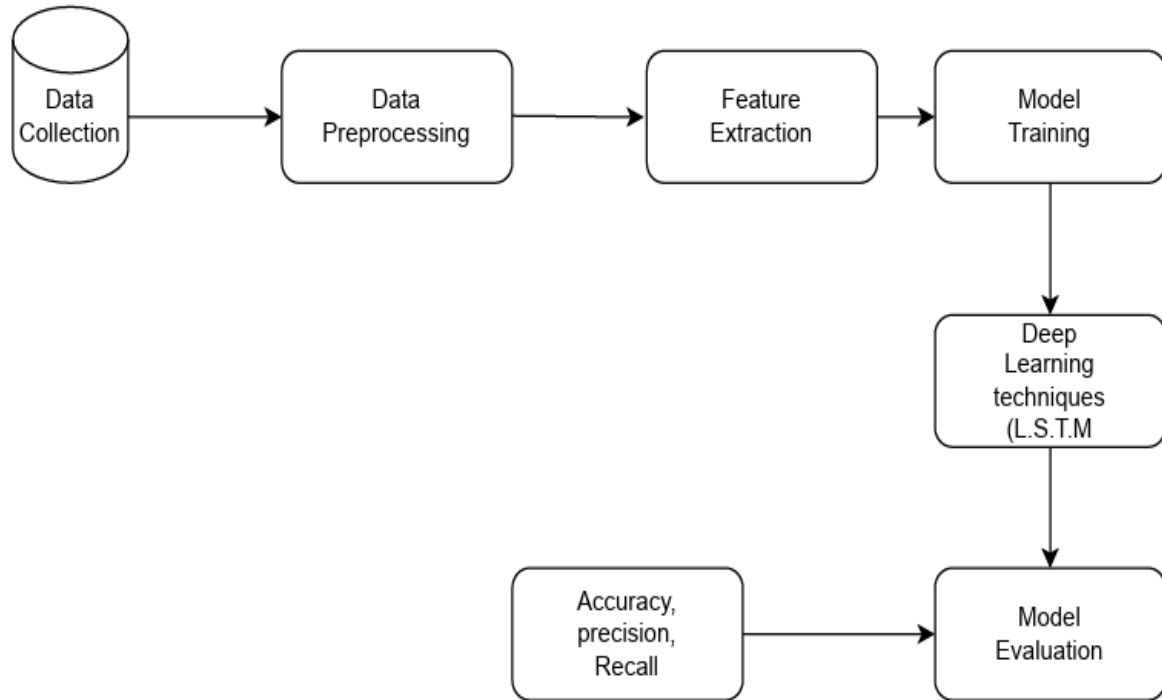 Data
Collection
Data
Preprocessing
Feature
Extraction
Model
Training
Deep
Learning
techniques
(L.S.T.M
Accuracy,
precision,
Recall
Model
Evaluation